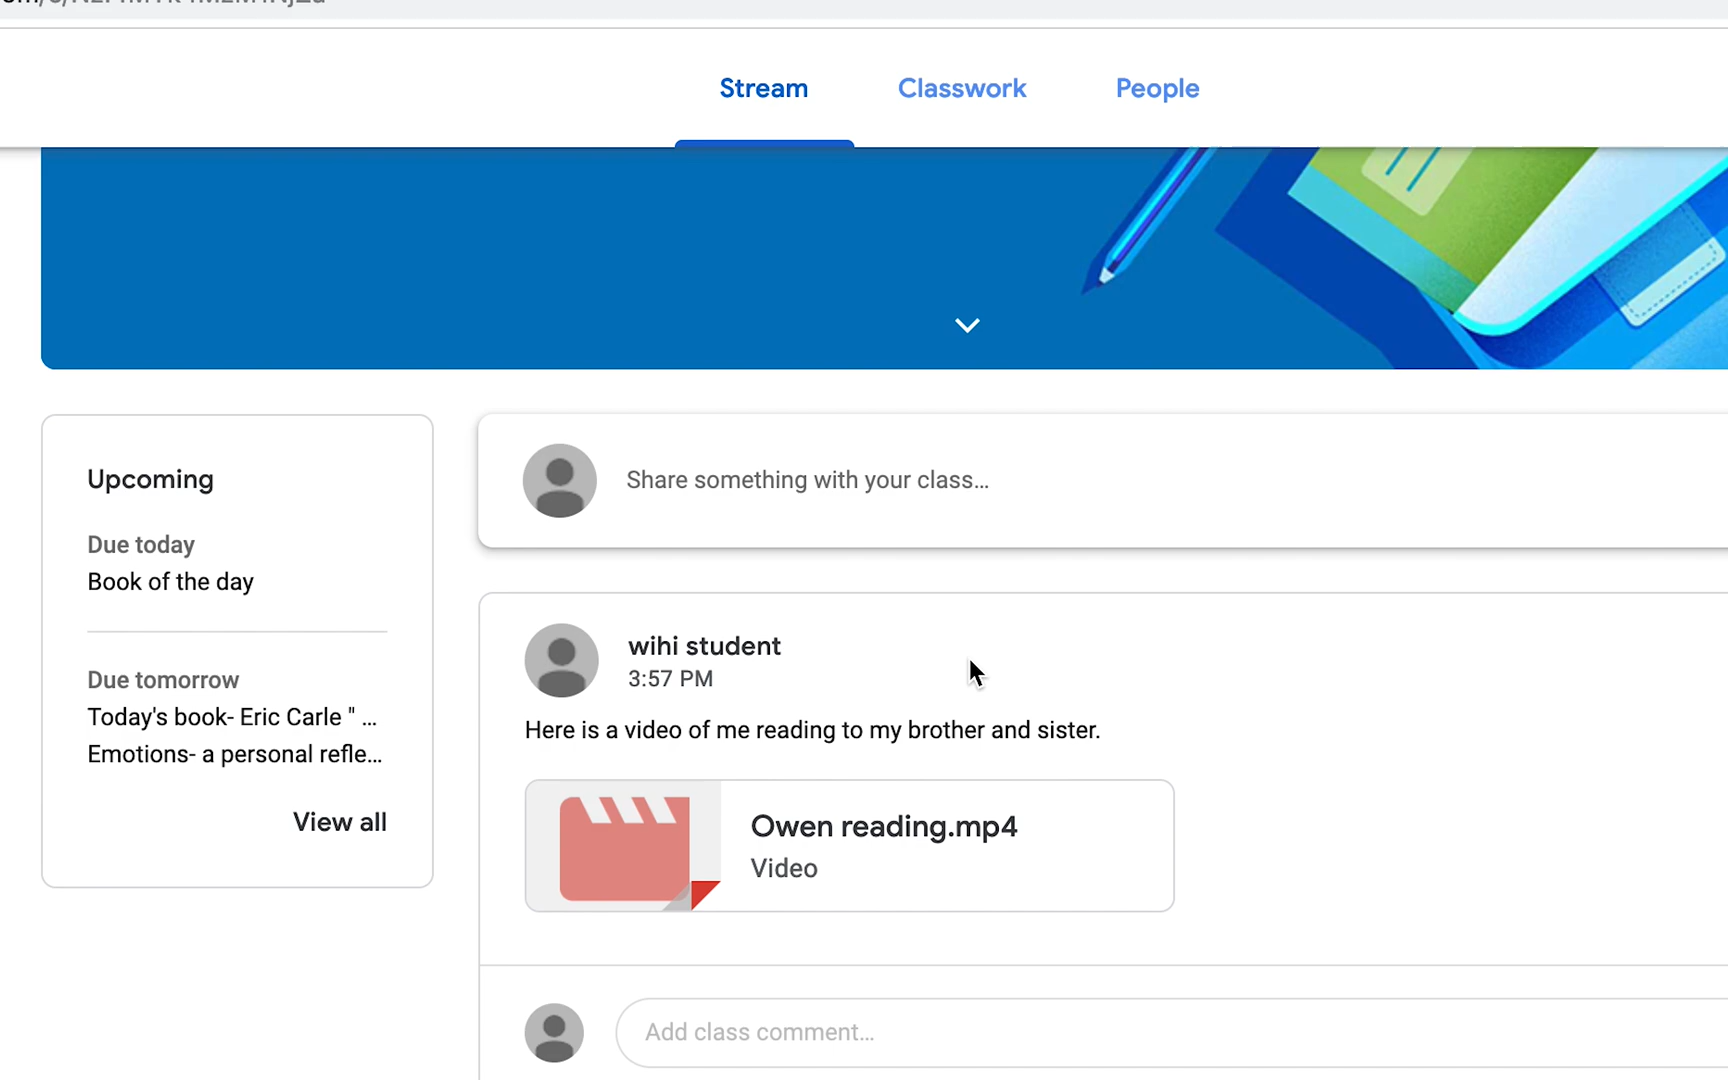 Stream Classwork People
Upcoming
Due today
Book of the day
Due tomorrow
Today's book- Eric Carle " ...
Emotions- a personal refle...
View all
Share something with your class...
wihi student
3:57 PM
Here is a video of me reading to my brother and sister.
Owen reading.mp4
Video
Add class comment...